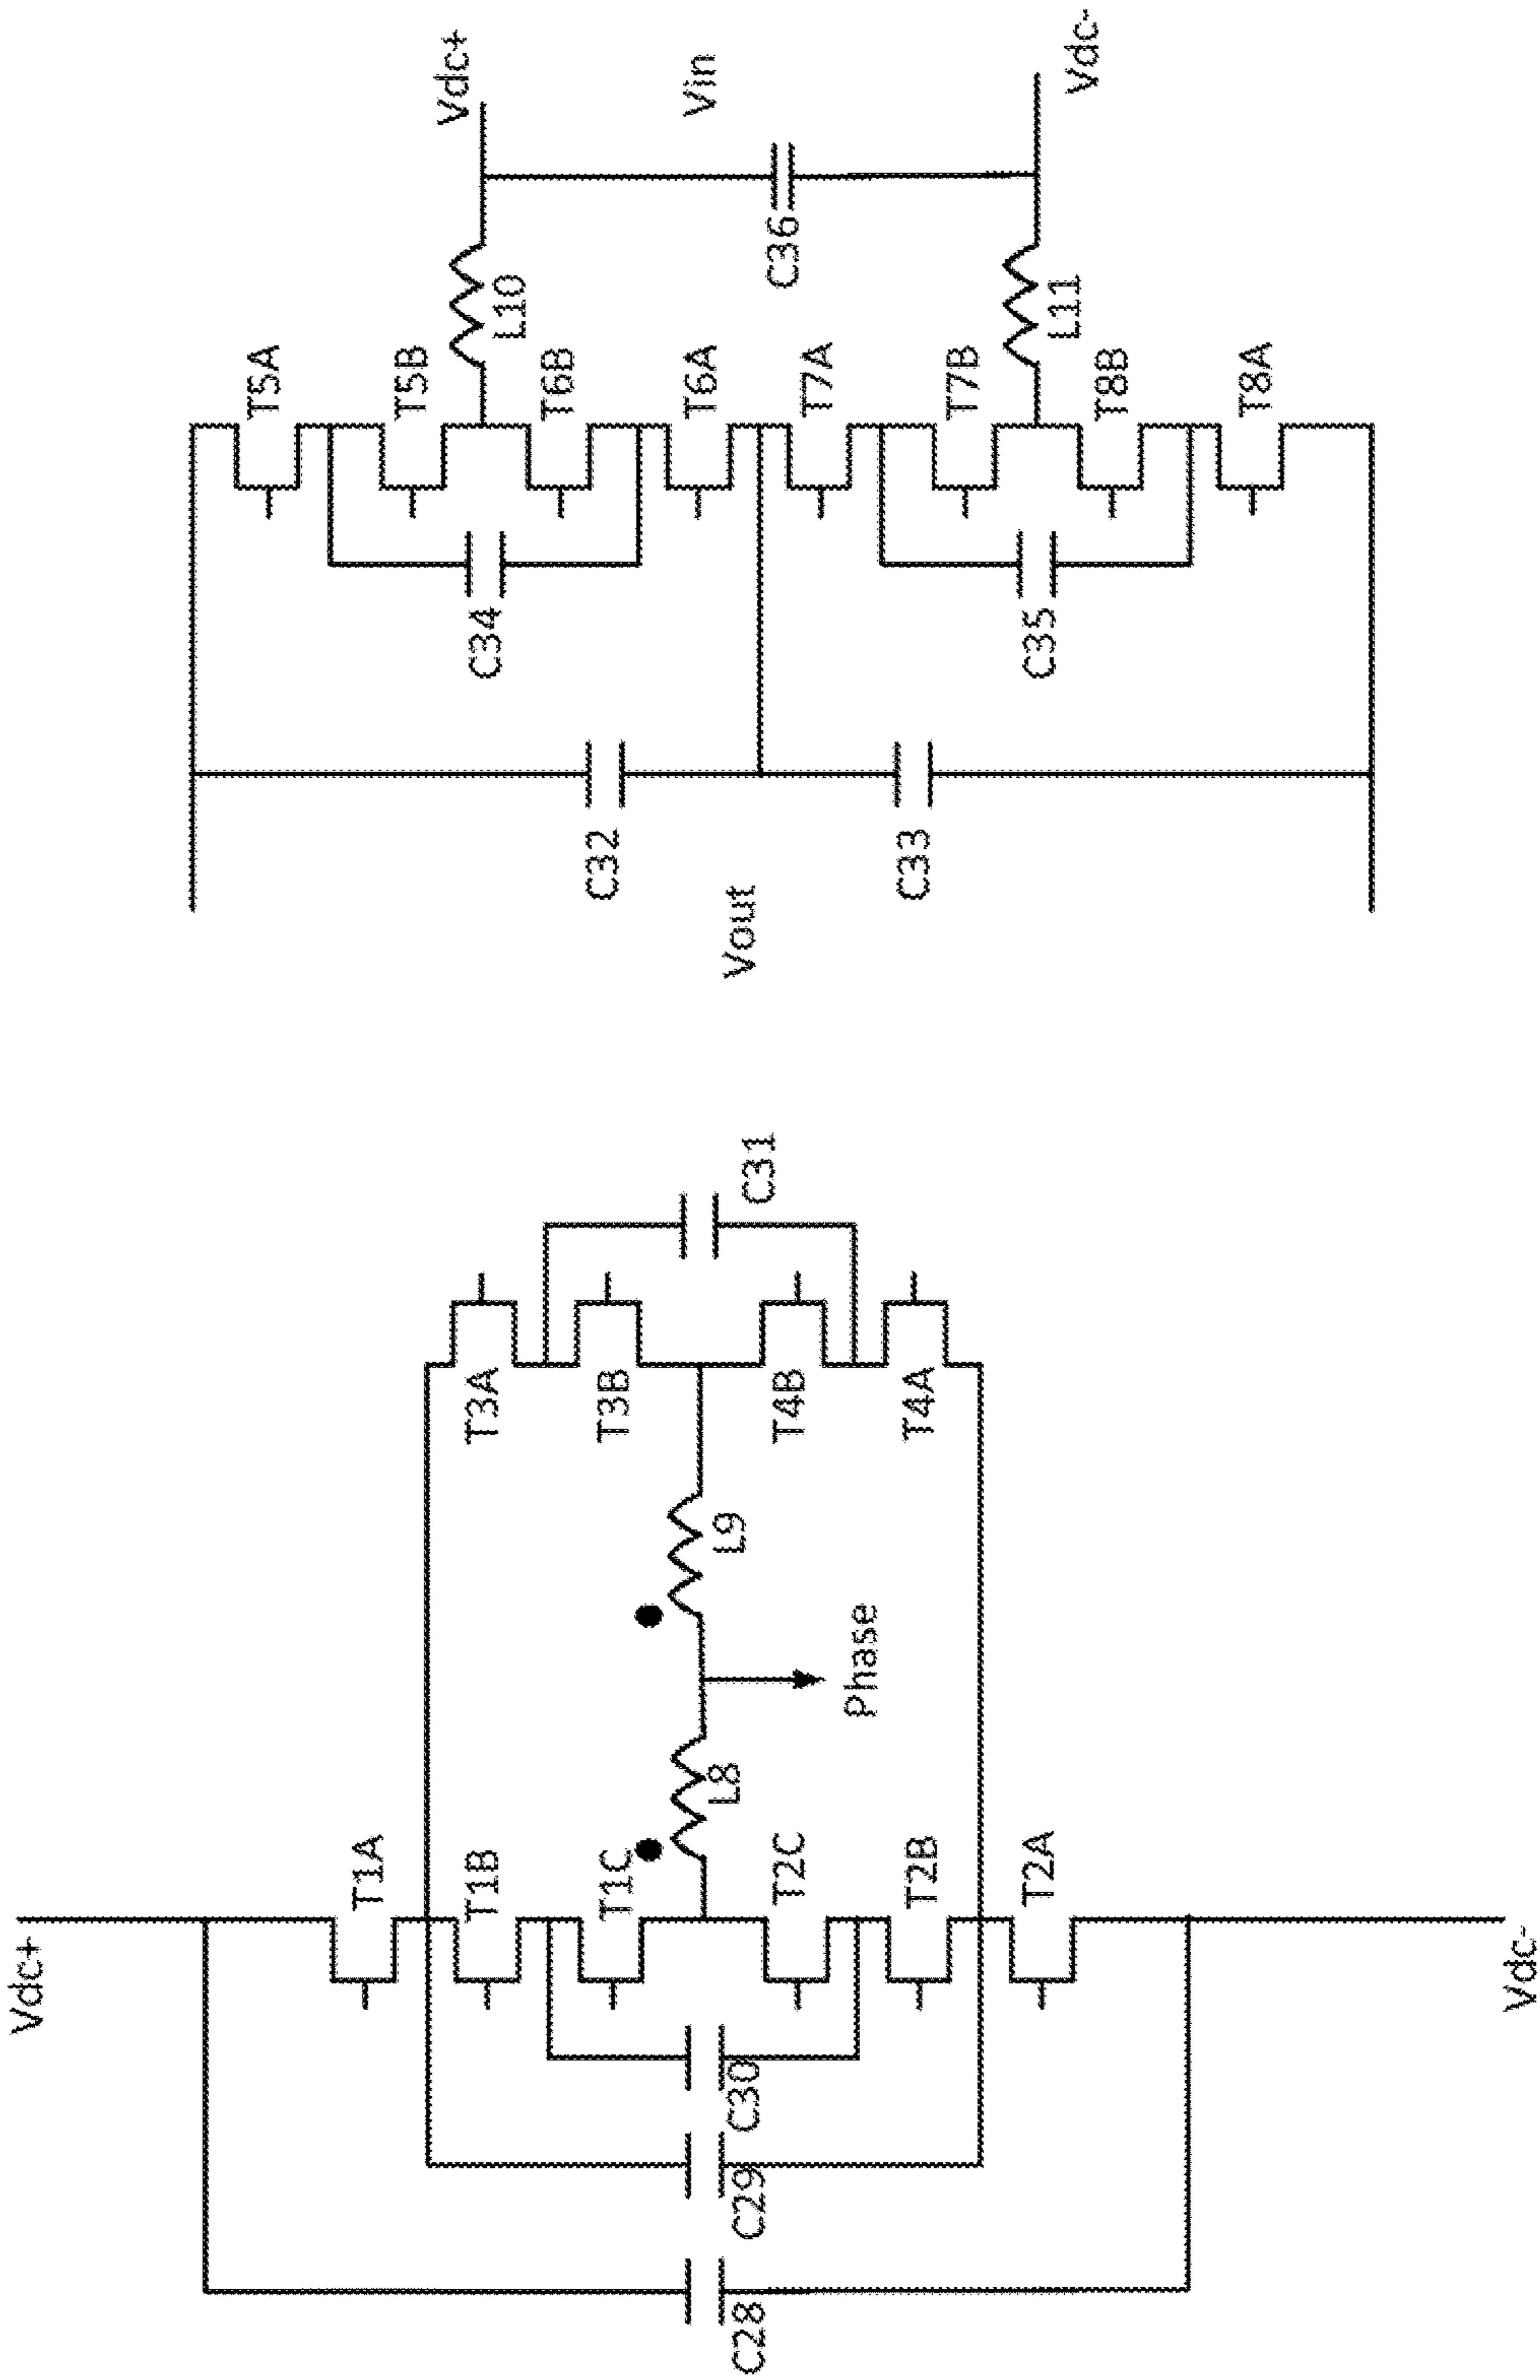 Vdc+
T1A
T1B
T1C
T2C
T2B
T2A
Vdc-
C28
C29
C30
L8
L9
Phase
T3A
T3B
T4B
T4A
C31
Vout
C32
C33
C34
C35
T5A
T5B
T6B
T6A
T7A
T7B
T8B
T8A
L10
L11
C36
Vdc+
Vin
Vdc-